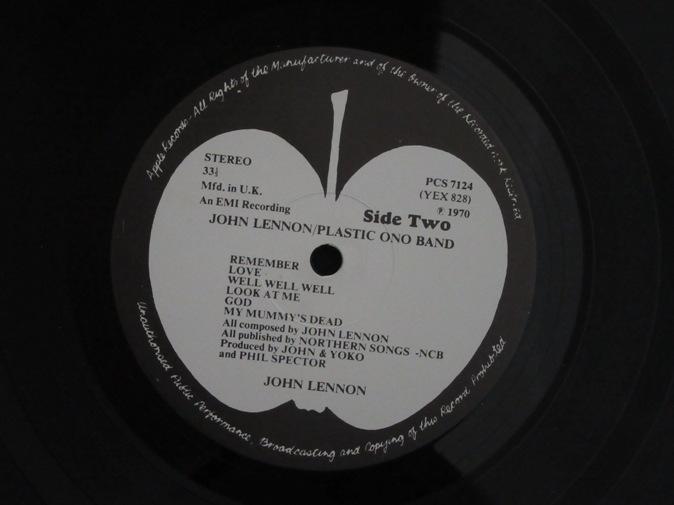 Apple Records. All Rights of the Manufacturer and of the Owner of the Recorded Work Reserved
STEREO
33⅓
Mfd. in U.K.
An EMI Recording
PCS 7124
(YEX 828)
℗ 1970
Side Two
JOHN LENNON/PLASTIC ONO BAND
REMEMBER
LOVE
WELL WELL WELL
LOOK AT ME
GOD
MY MUMMY'S DEAD
All composed by JOHN LENNON
All published by NORTHERN SONGS -NCB
Produced by JOHN & YOKO
and PHIL SPECTOR
JOHN LENNON
Unauthorised Public Performance, Broadcasting and Copying of this Record Prohibited